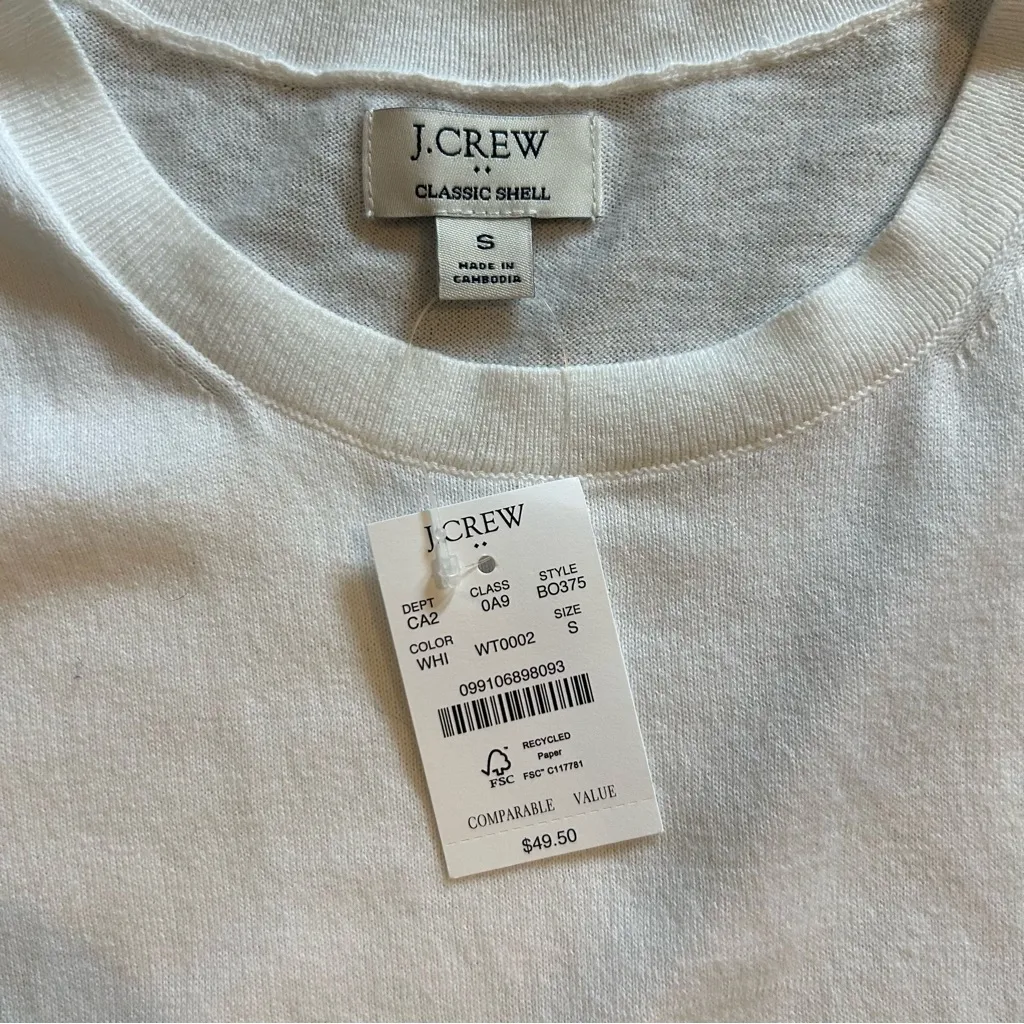 J.CREW
CLASSIC SHELL
S
MADE IN
CAMBODIA
J.CREW
DEPT CLASS STYLE
CA2 0A9 BO375
COLOR SIZE
WHI WT0002 S
099106898093
RECYCLED
Paper
FSC™ C117781
FSC
COMPARABLE VALUE
$49.50